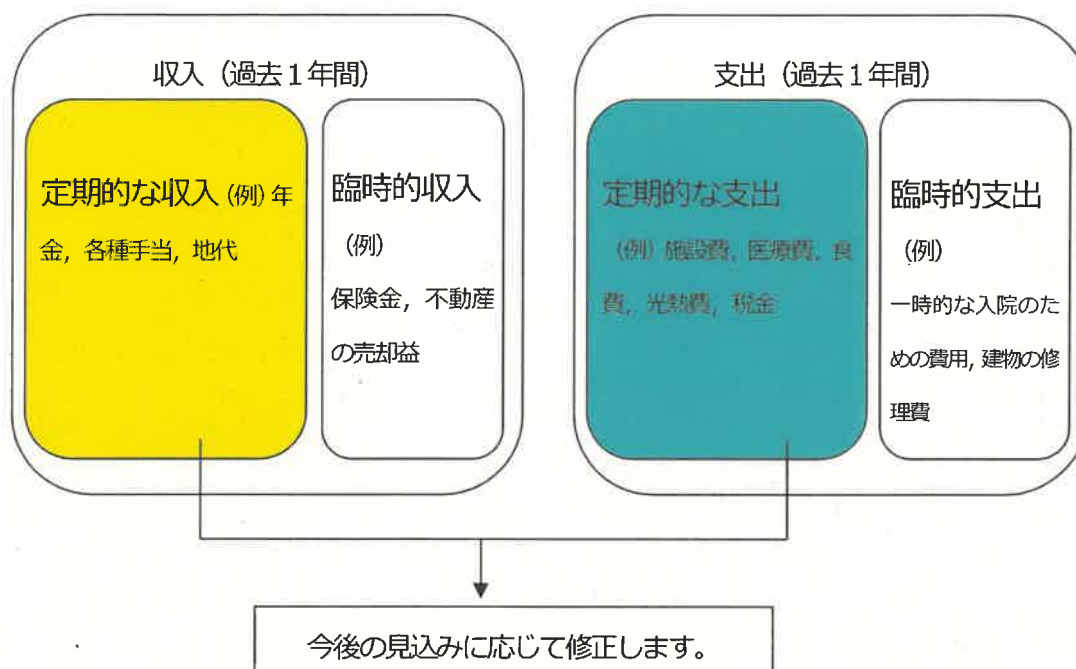 収入（過去１年間）
定期的な収入（例）年
金，各種手当，地代
臨時的収入
（例）
保険金，不動産
の売却益
支出（過去１年間）
定期的な支出
（例）施設費，医療費，食
費，光熱費，税金
臨時的支出
（例）
一時的な入院のた
めの費用，建物の修
理費
今後の見込みに応じて修正します。